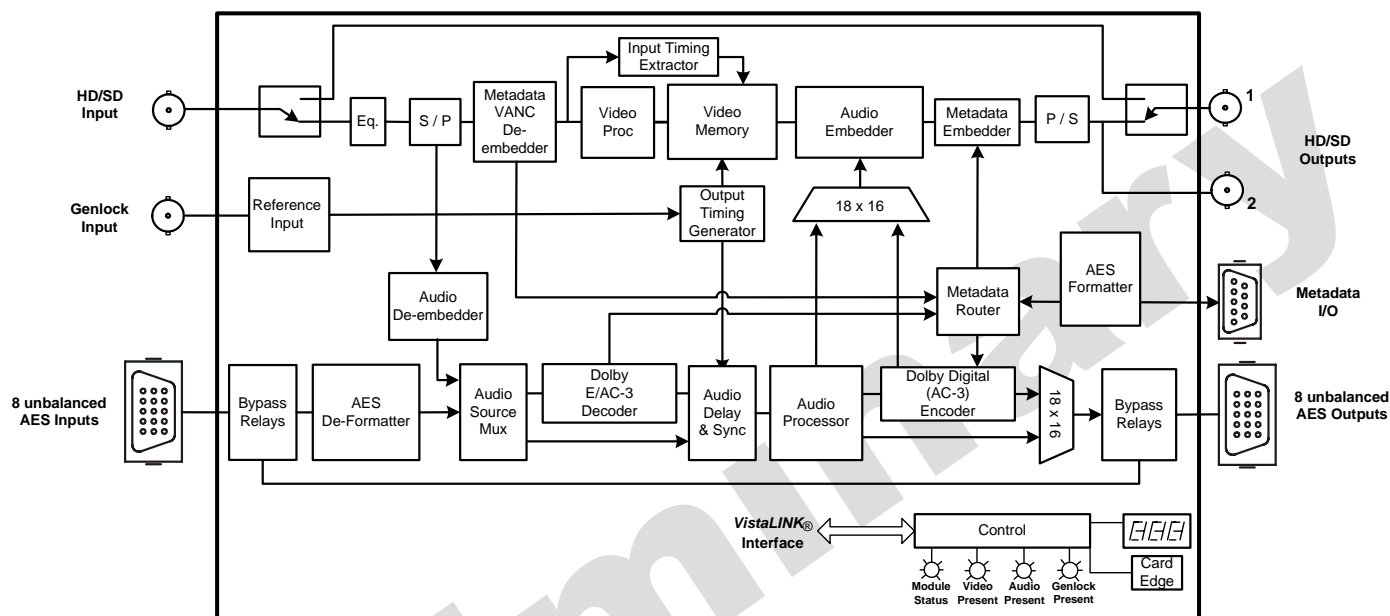 Input Timing
Extractor
HD/SD
Input
Eq.
S / P
Metadata
VANC
De-
embedder
Video
Proc
Video
Memory
Audio
Embedder
Metadata
Embedder
P / S
1
HD/SD
Outputs
2
Genlock
Input
Reference
Input
Output
Timing
Generator
18 x 16
Audio
De-embedder
Metadata
Router
AES
Formatter
Metadata
I/O
8 unbalanced
AES Inputs
Bypass
Relays
AES
De-Formatter
Audio
Source
Mux
Dolby
E/AC-3
Decoder
Audio
Delay
& Sync
Audio
Processor
Dolby Digital
(AC-3)
Encoder
18 x 16
Bypass
Relays
8 unbalanced
AES Outputs
VistaLINK®
Interface
Control
Card
Edge
Module
Status
Video
Present
Audio
Present
Genlock
Present